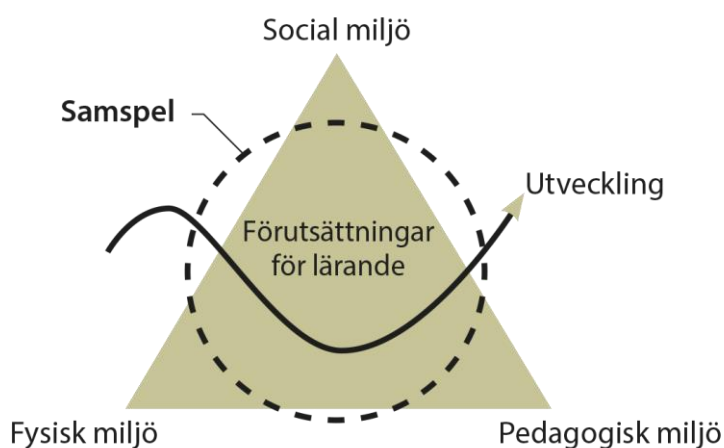 Social miljö
Samspel
Utveckling
Förutsättningar
för lärande
Fysisk miljö
Pedagogisk miljö